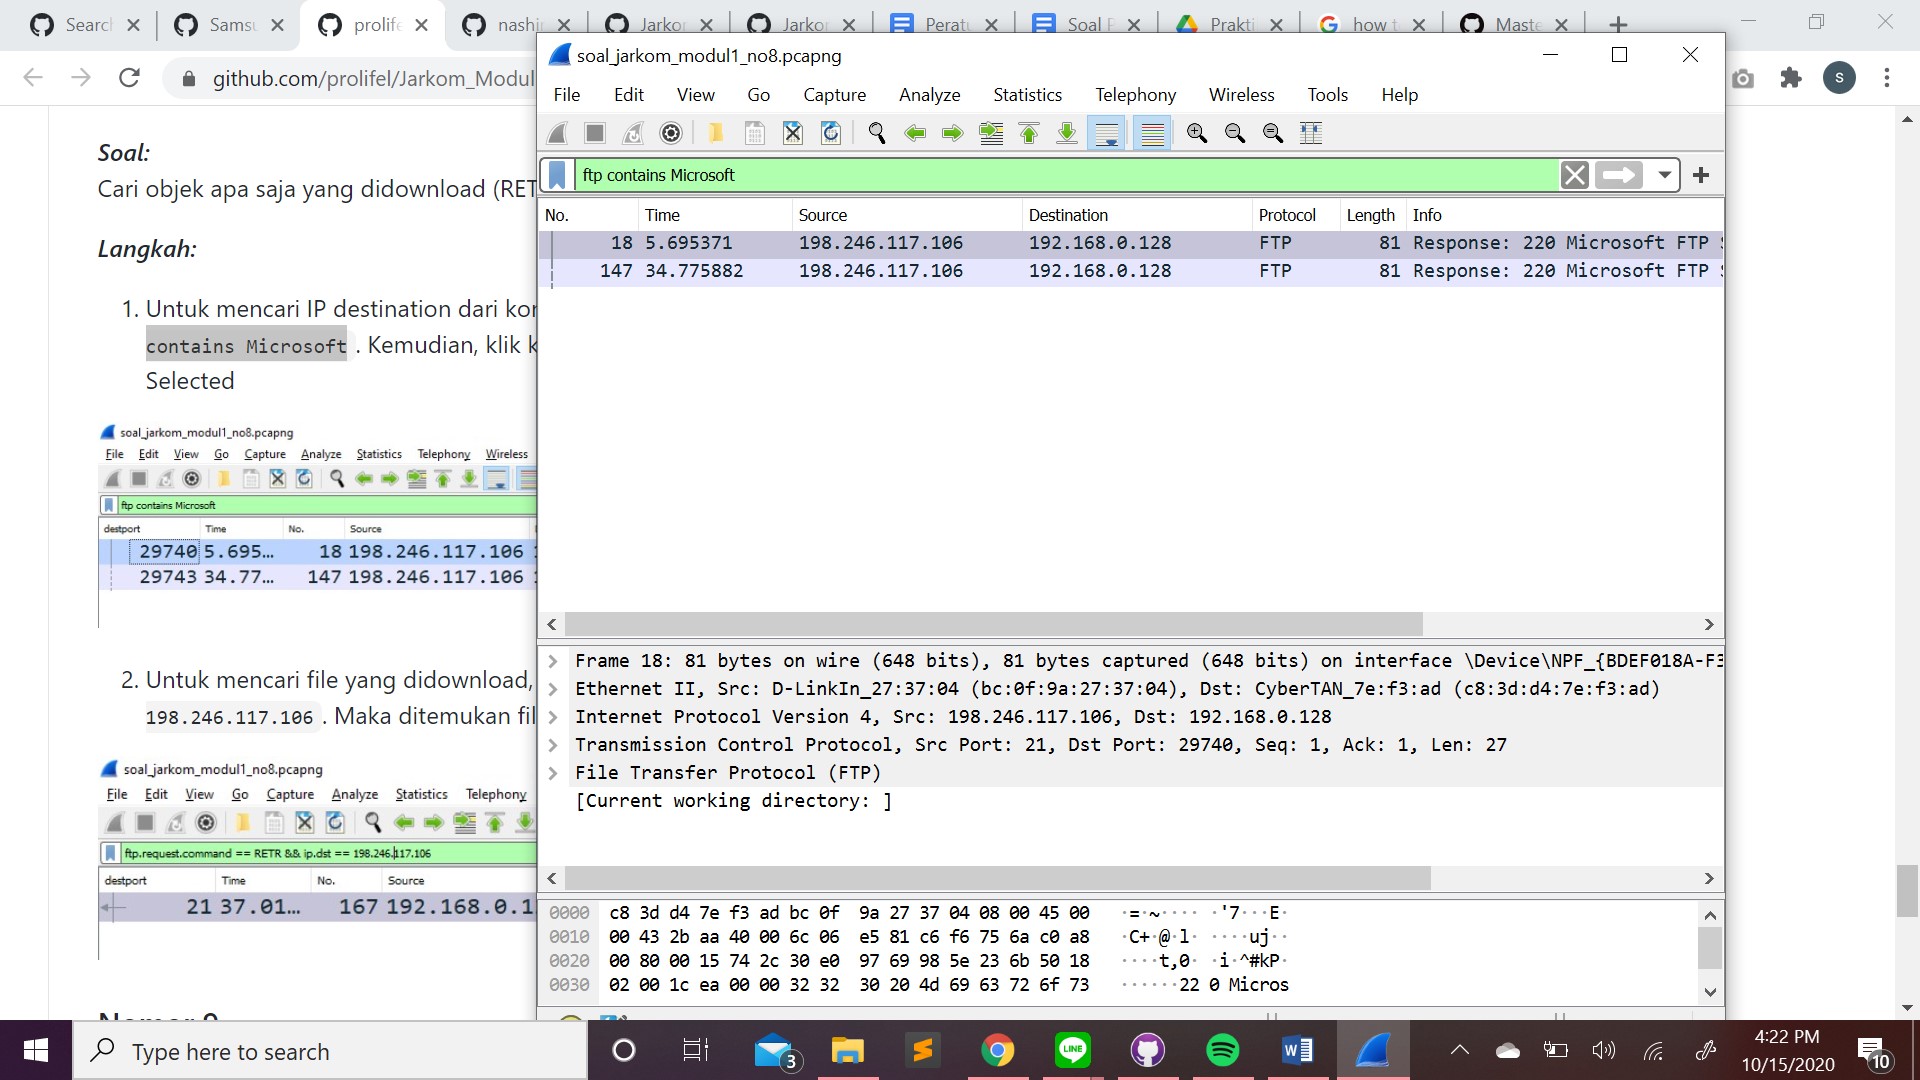 Searc
Samsu
prolife
nashi
Jarko
Jarko
Peratu
Soal P
Prakti
how t
Maste
github.com/prolifel/Jarkom_Modul
S
Soal:
Cari objek apa saja yang didownload (RET
Langkah:
1. Untuk mencari IP destination dari kor
contains Microsoft . Kemudian, klik k
Selected
soal_jarkom_modul1_no8.pcapng
File Edit View Go Capture Analyze Statistics Telephony Wireless
ftp contains Microsoft
destport Time No. Source
29740 5.695... 18 198.246.117.106
29743 34.77... 147 198.246.117.106
2. Untuk mencari file yang didownload,
198.246.117.106 . Maka ditemukan fil
soal_jarkom_modul1_no8.pcapng
File Edit View Go Capture Analyze Statistics Telephony
ftp.request.command == RETR && ip.dst == 198.246.117.106
destport Time No. Source
21 37.01... 167 192.168.0.1
Nomor 9
soal_jarkom_modul1_no8.pcapng
File Edit View Go Capture Analyze Statistics Telephony Wireless Tools Help
ftp contains Microsoft
No. Time Source Destination Protocol Length Info
18 5.695371 198.246.117.106 192.168.0.128 FTP 81 Response: 220 Microsoft FTP S
147 34.775882 198.246.117.106 192.168.0.128 FTP 81 Response: 220 Microsoft FTP S
Frame 18: 81 bytes on wire (648 bits), 81 bytes captured (648 bits) on interface \Device\NPF_{BDEF018A-F3
Ethernet II, Src: D-LinkIn_27:37:04 (bc:0f:9a:27:37:04), Dst: CyberTAN_7e:f3:ad (c8:3d:d4:7e:f3:ad)
Internet Protocol Version 4, Src: 198.246.117.106, Dst: 192.168.0.128
Transmission Control Protocol, Src Port: 21, Dst Port: 29740, Seq: 1, Ack: 1, Len: 27
File Transfer Protocol (FTP)
[Current working directory: ]
0000 c8 3d d4 7e f3 ad bc 0f 9a 27 37 04 08 00 45 00 ·=·~···· ·'7···E·
0010 00 43 2b aa 40 00 6c 06 e5 81 c6 f6 75 6a c0 a8 ·C+·@·l· ····uj··
0020 00 80 00 15 74 2c 30 e0 97 69 98 5e 23 6b 50 18 ····t,0· ·i·^#kP·
0030 02 00 1c ea 00 00 32 32 30 20 4d 69 63 72 6f 73 ······22 0 Micros
Type here to search
3
LINE
4:22 PM
10/15/2020
10